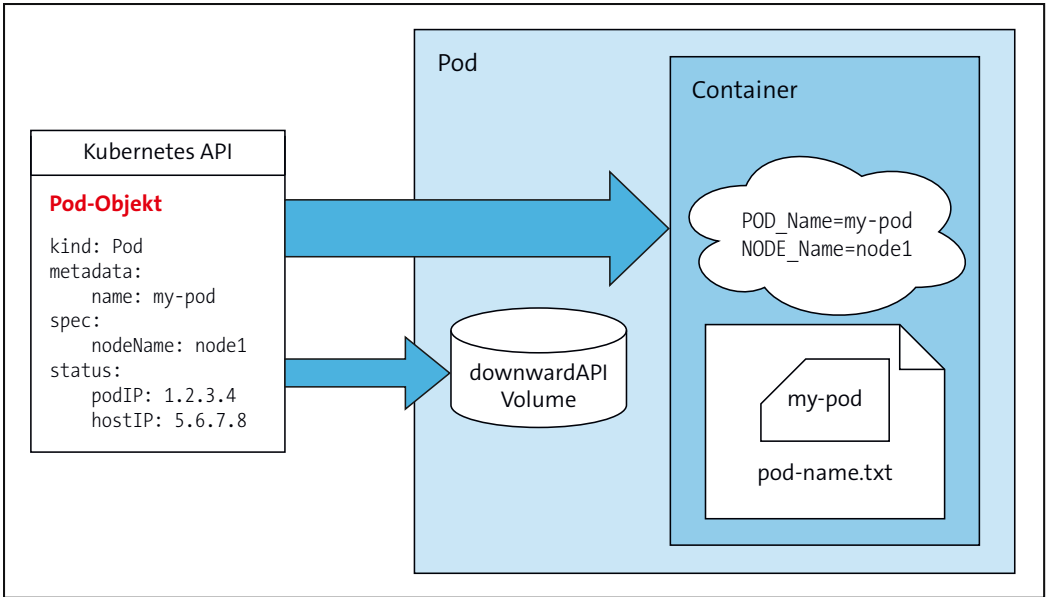 Kubernetes API
Pod-Objekt
kind: Pod
metadata:
    name: my-pod
spec:
    nodeName: node1
status:
    podIP: 1.2.3.4
    hostIP: 5.6.7.8
Pod
downwardAPI
Volume
Container
POD_Name=my-pod
NODE_Name=node1
my-pod
pod-name.txt